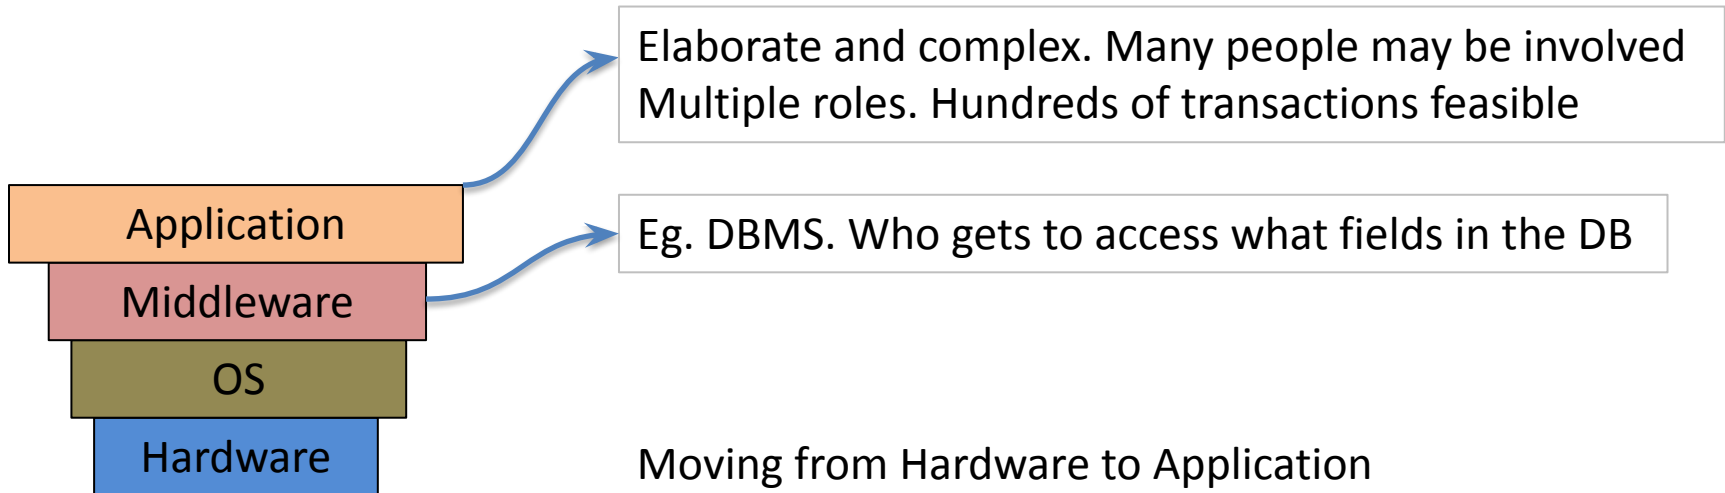 Elaborate and complex. Many people may be involved
Multiple roles. Hundreds of transactions feasible
Application
Eg. DBMS. Who gets to access what fields in the DB
Middleware
OS
Hardware
Moving from Hardware to Application